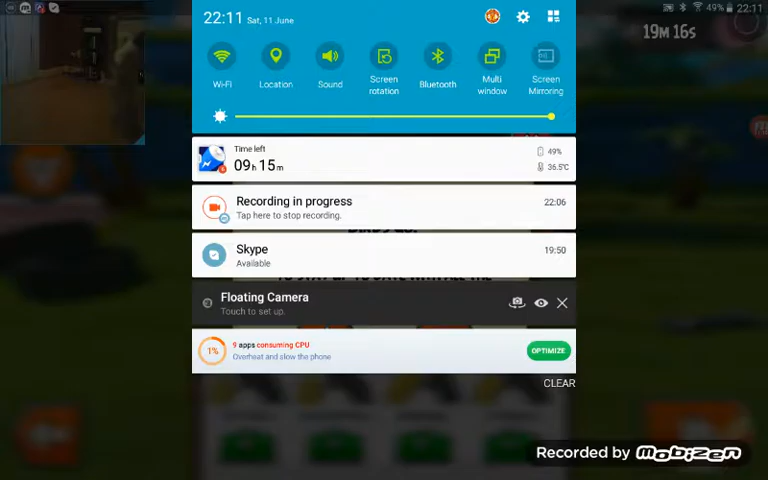 22:11 Sat, 11 June
49% 22:11
19M 16s
Wi-Fi
Location
Sound
Screen rotation
Bluetooth
Multi window
Screen Mirroring
Time left
09h 15m
49%
36.5°C
Recording in progress
22:06
Tap here to stop recording.
Skype
19:50
Available
Floating Camera
Touch to set up.
1%
9 apps consuming CPU
Overheat and slow the phone
OPTIMIZE
CLEAR
Recorded by mobizen